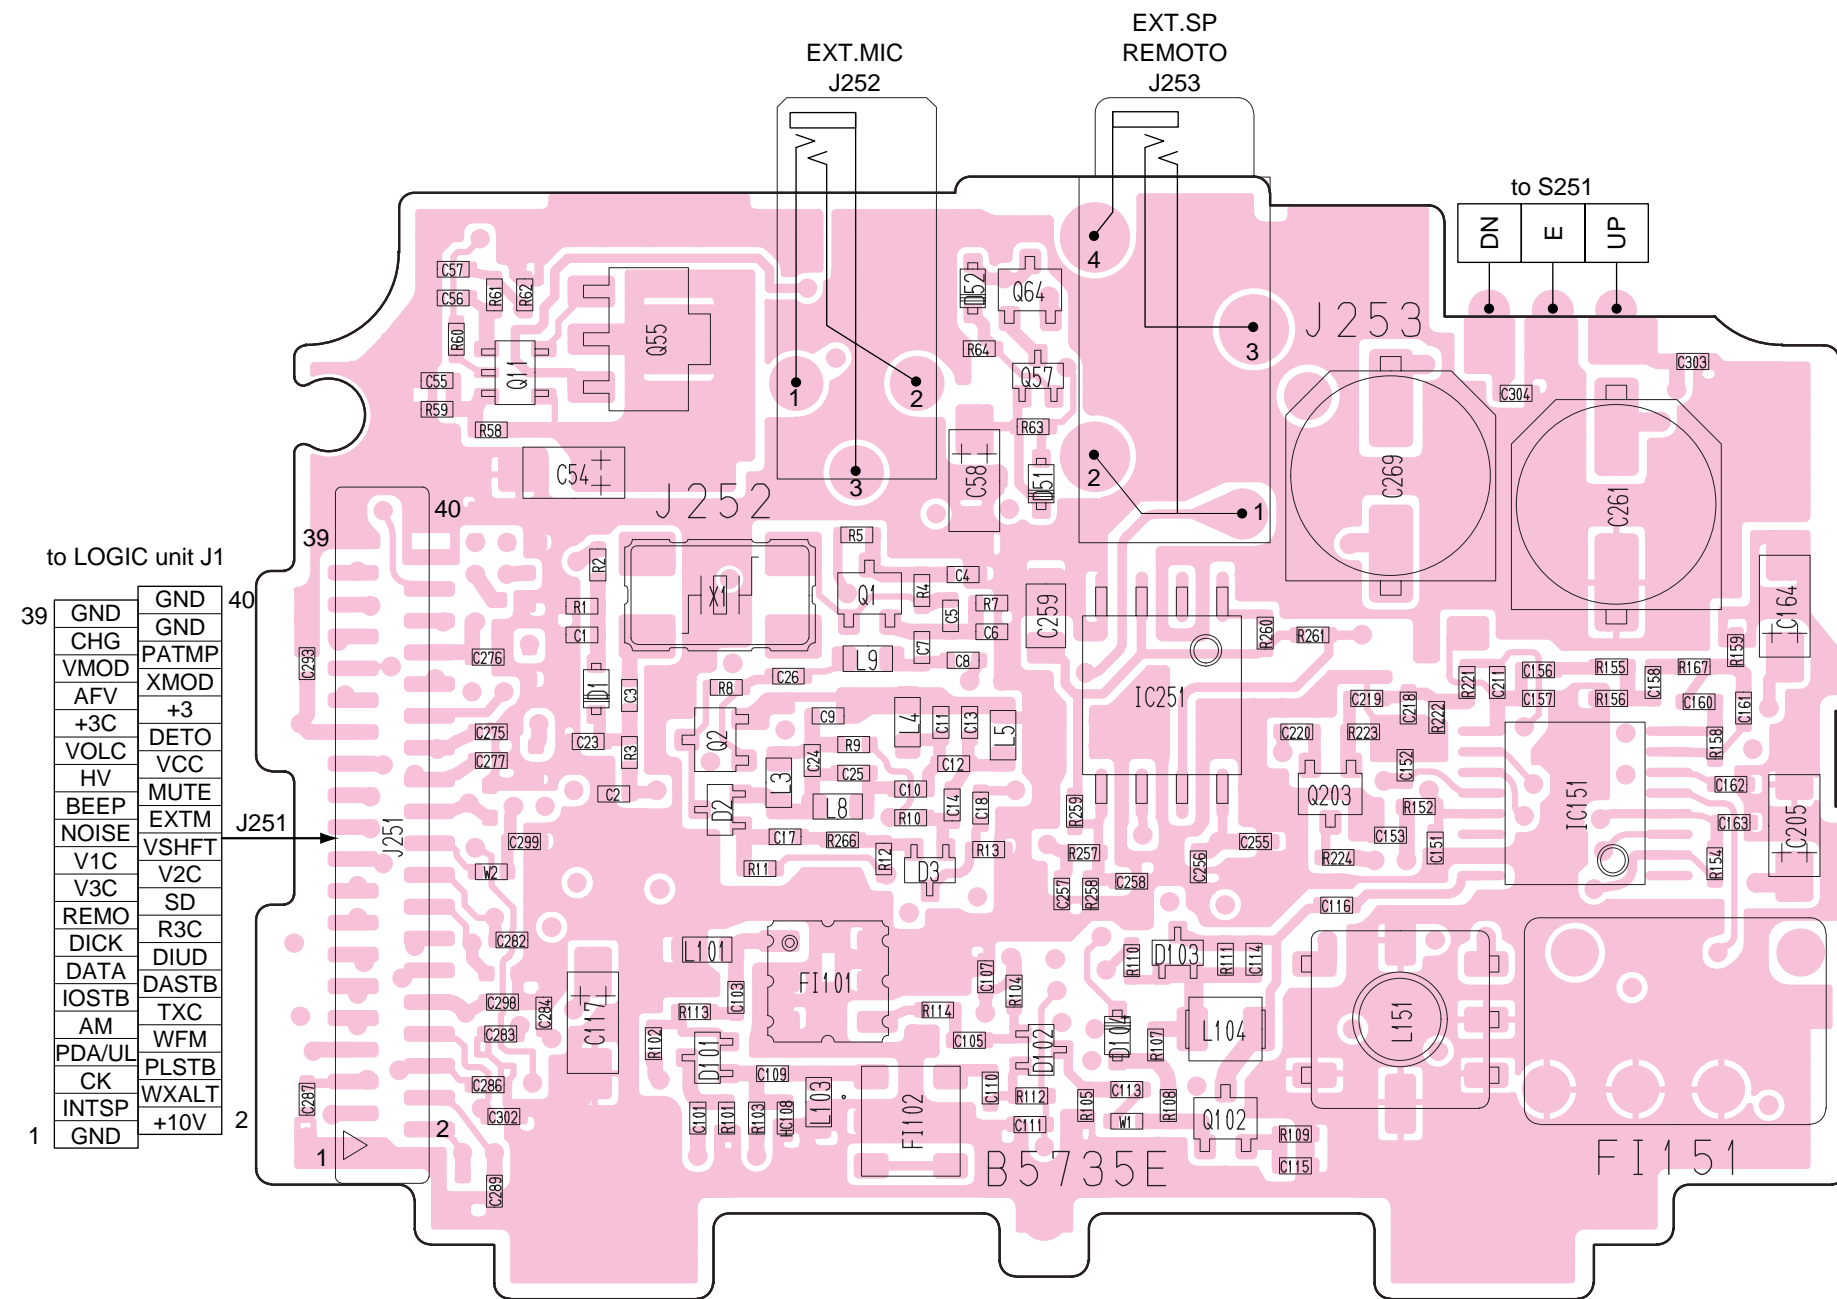 EXT.MIC
J252
EXT.SP
REMOTO
J253
to S251
DN E UP
4
3
2
1
1
2
3
J253
J252
C57
C56
R61
R62
R60
Q11
C55
R59
R58
Q55
C54
D52
Q64
R64
Q57
R63
C58
D51
C269
C261
C304
C303
40
39
to LOGIC unit J1
39
GND
CHG
VMOD
AFV
+3C
VOLC
HV
BEEP
NOISE
V1C
V3C
REMO
DICK
DATA
IOSTB
AM
PDA/UL
CK
INTSP
GND
1
40
GND
GND
PATMP
XMOD
+3
DETO
VCC
MUTE
EXTM
VSHFT
V2C
SD
R3C
DIUD
DASTB
TXC
WFM
PLSTB
WXALT
+10V
2
J251
J251
2
1
C293
C287
C276
C275
C277
C299
W2
C282
C298
C284
C283
C286
C302
C289
R2
R1
C1
D1
C3
C23
R3
C2
X1
R5
Q1
R4
C4
C5
R7
C6
C7
C8
L9
C26
R8
Q2
D2
L3
C9
R9
C24
C25
L8
L4
C11
C13
L5
C12
C10
R10
C14
C18
C17
R266
R11
R12
D3
R13
C259
IC251
R260
R261
R259
R257
C257
R258
C258
C256
C255
C219
C218
R222
C220
R223
Q203
C152
R152
C153
C151
R224
C116
R221
C211
C156
C157
R155
R156
C158
R167
R159
C160
C161
R158
C162
C163
R154
IC151
C164
C205
L101
FI101
C103
R113
R102
D101
C117
C109
C101
R101
R103
HC108
L103
FI102
R114
C105
C107
R104
D102
C110
R112
C111
R105
D104
R107
C113
W1
R108
R110
D103
R111
C114
L104
Q102
R109
C115
L151
FI151
B5735E